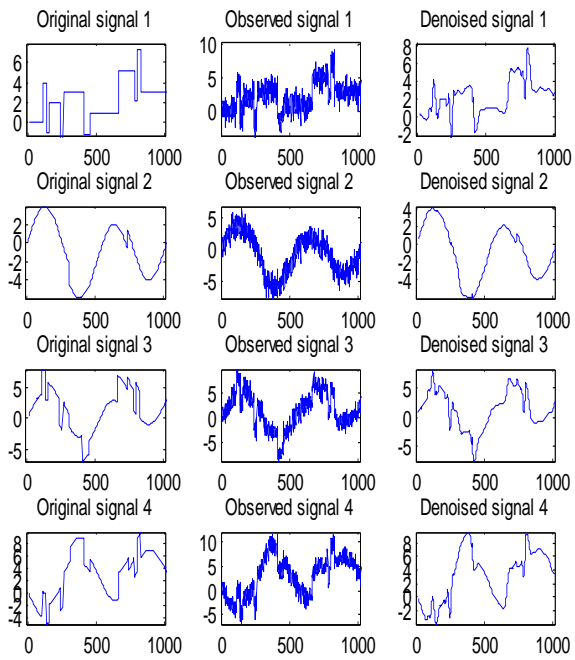 Original signal 1 Observed signal 1 Denoised signal 1
6 10 8
4 5 6
2 0 4
0 2
0
-2
0 500 1000 0 500 1000 0 500 1000
Original signal 2 Observed signal 2 Denoised signal 2
2 5 4
0 0 2
-2 -5 0
-4 -2
-4
0 500 1000 0 500 1000 0 500 1000
Original signal 3 Observed signal 3 Denoised signal 3
5 5 5
0 0 0
-5 -5 -5
0 500 1000 0 500 1000 0 500 1000
Original signal 4 Observed signal 4 Denoised signal 4
8 10 8
6 5 6
4 0 4
2 -5 2
0 0
-2 -2
-4 -4
0 500 1000 0 500 1000 0 500 1000